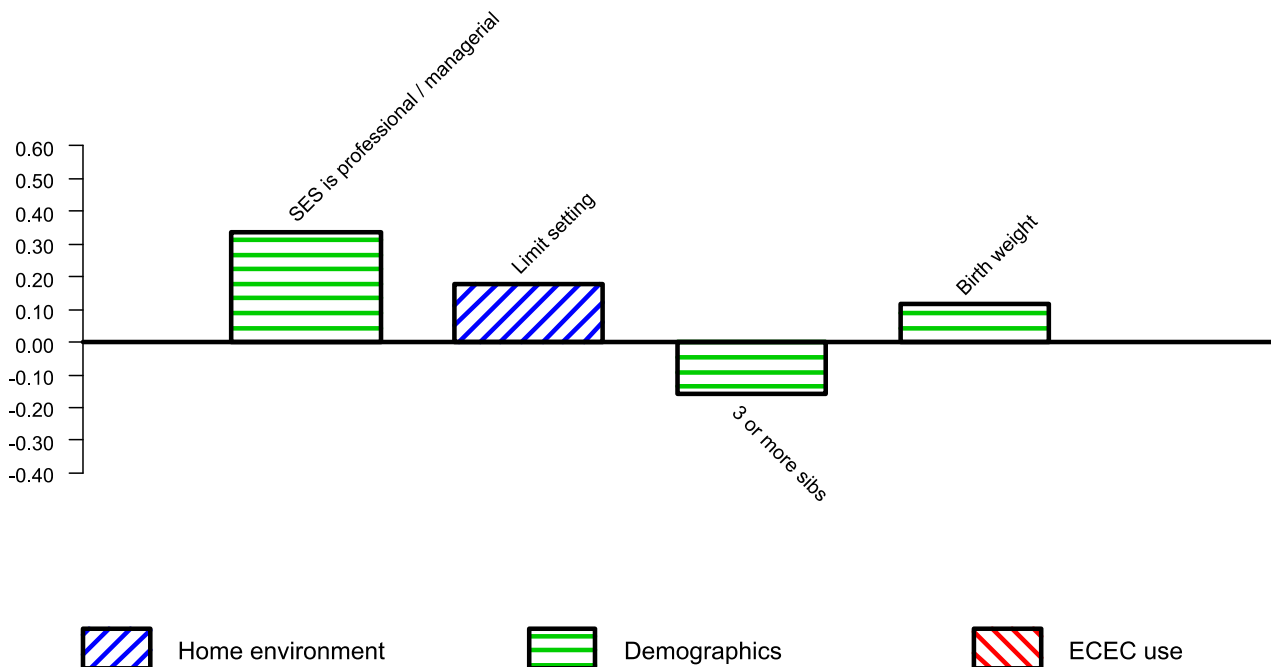 SES is professional / managerial
Limit setting
Birth weight
3 or more sibs
0.60
0.50
0.40
0.30
0.20
0.10
0.00
-0.10
-0.20
-0.30
-0.40
Home environment
Demographics
ECEC use